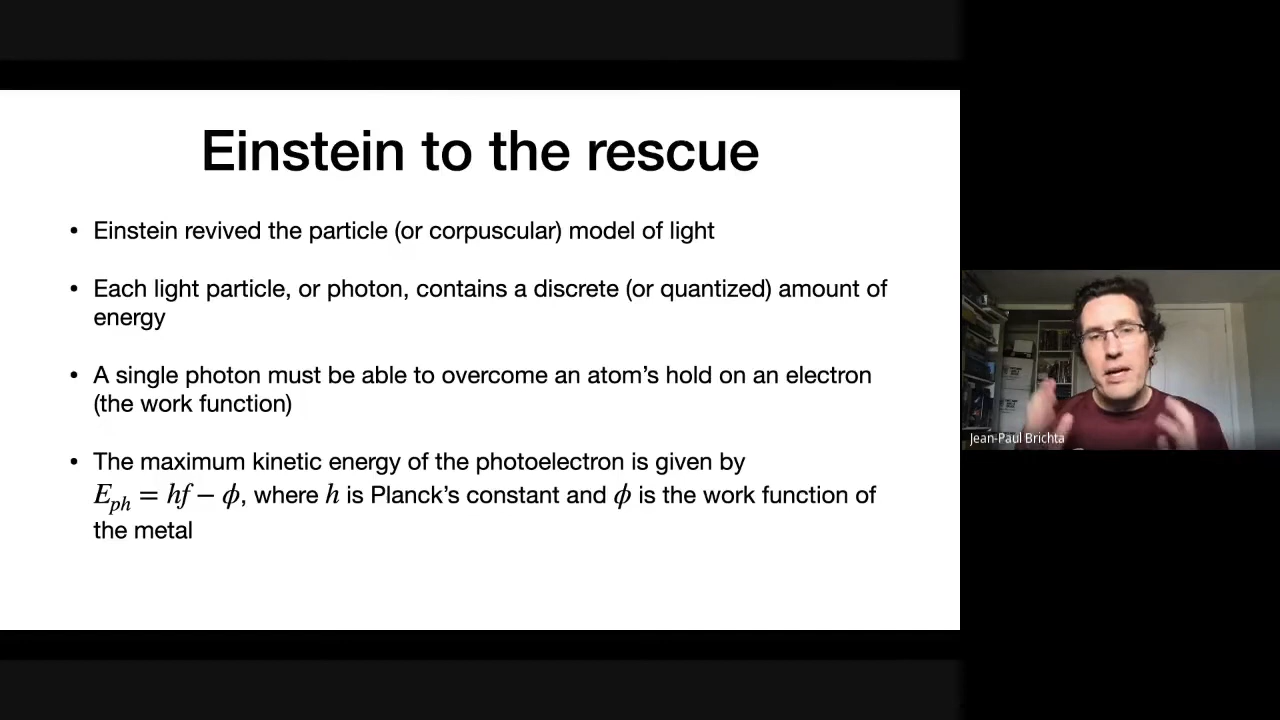 Einstein to the rescue
• Einstein revived the particle (or corpuscular) model of light
• Each light particle, or photon, contains a discrete (or quantized) amount of
energy
• A single photon must be able to overcome an atom’s hold on an electron
(the work function)
• The maximum kinetic energy of the photoelectron is given by
E_{ph} = hf − ϕ, where h is Planck’s constant and ϕ is the work function of
the metal
Jean-Paul Brichta